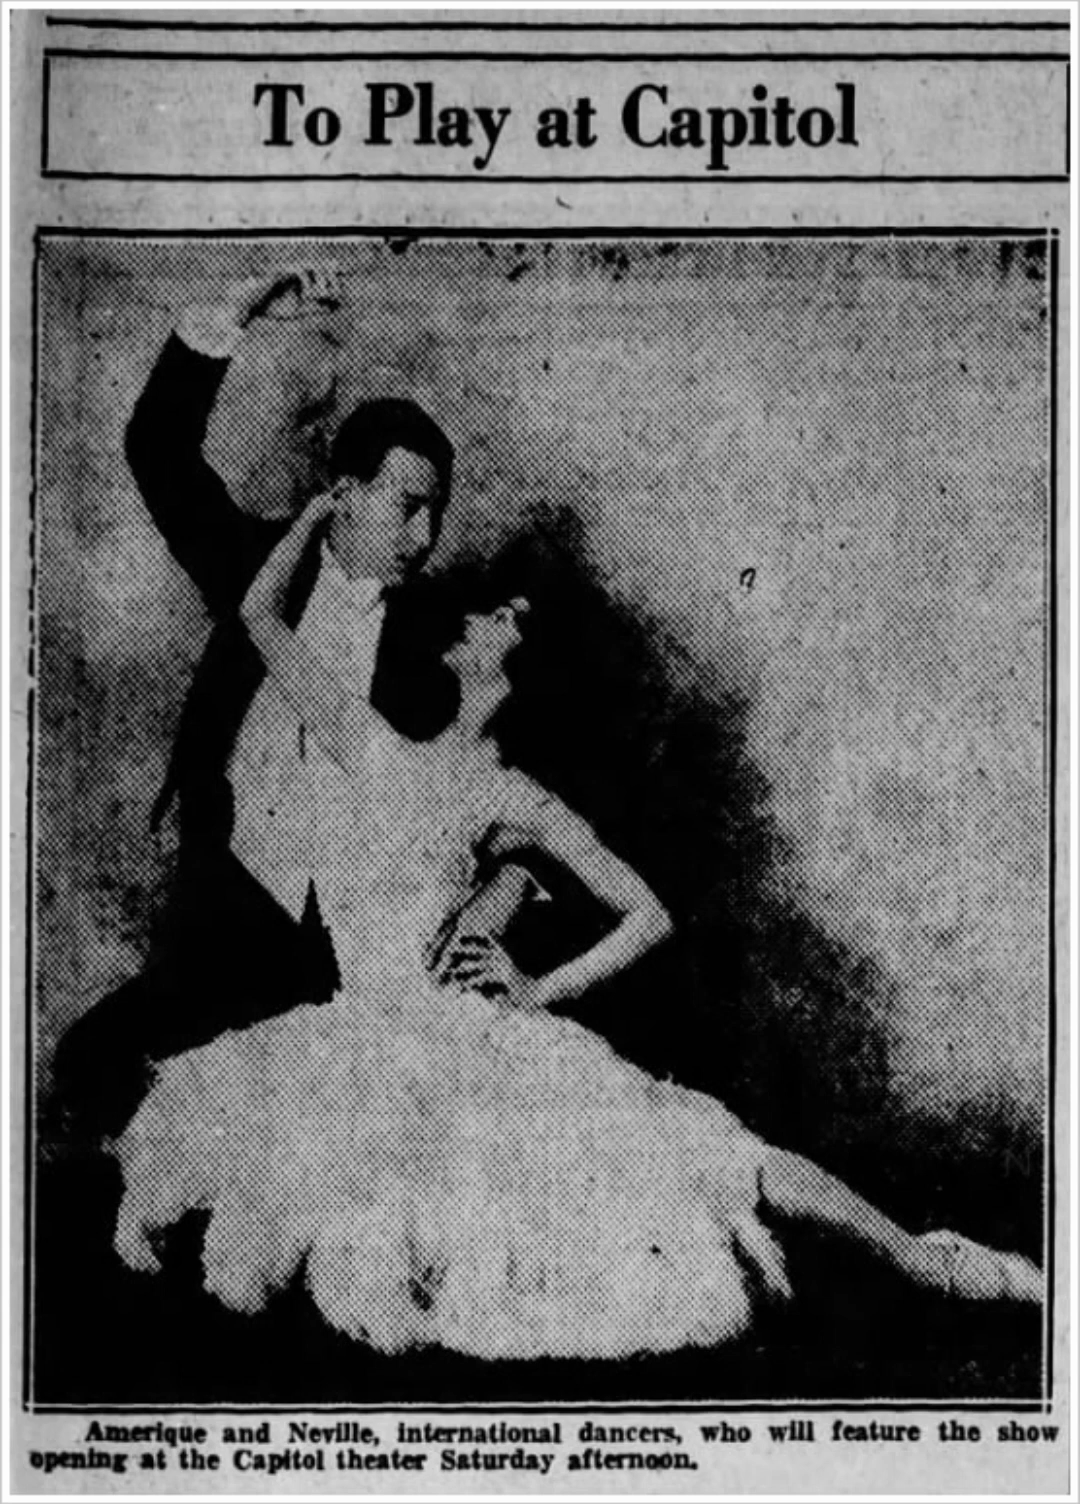 To Play at Capitol
Amerique and Neville, international dancers, who will feature the show
opening at the Capitol theater Saturday afternoon.